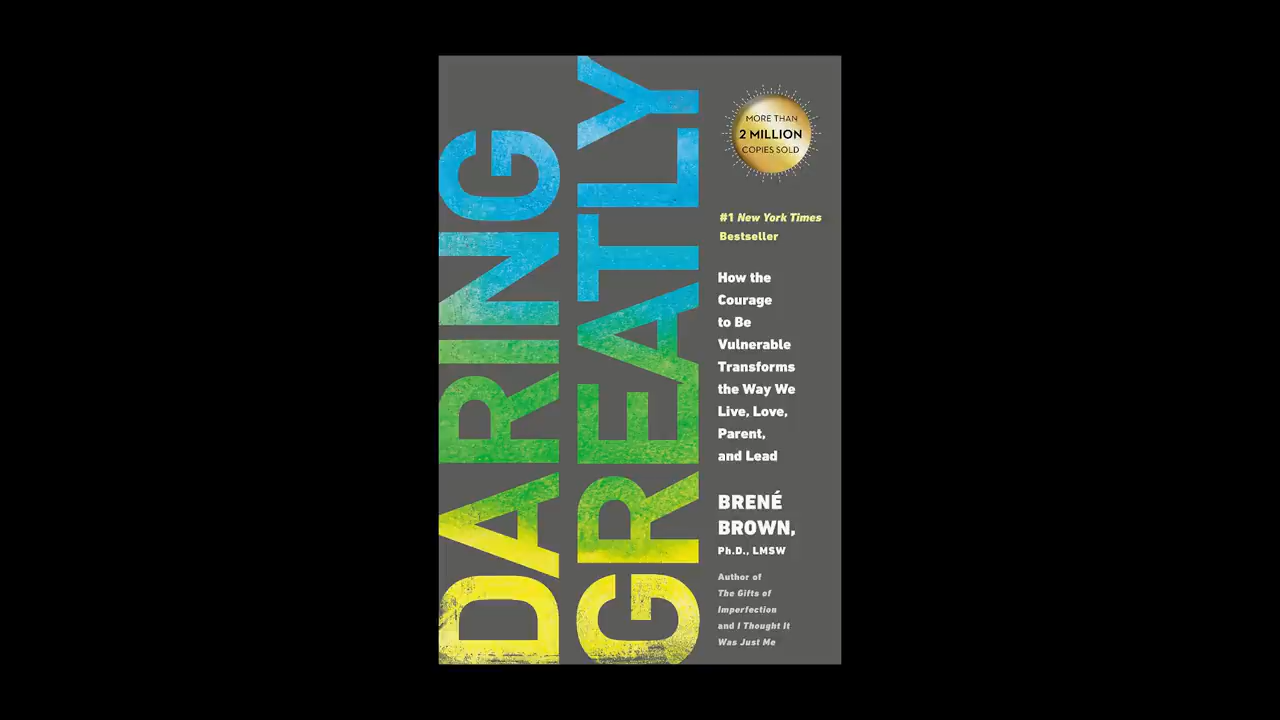 DARING
GREATLY
MORE THAN
2 MILLION
COPIES SOLD
#1 New York Times
Bestseller
How the
Courage
to Be
Vulnerable
Transforms
the Way We
Live, Love,
Parent,
and Lead
BRENÉ
BROWN,
Ph.D., LMSW
Author of
The Gifts of
Imperfection
and I Thought It
Was Just Me